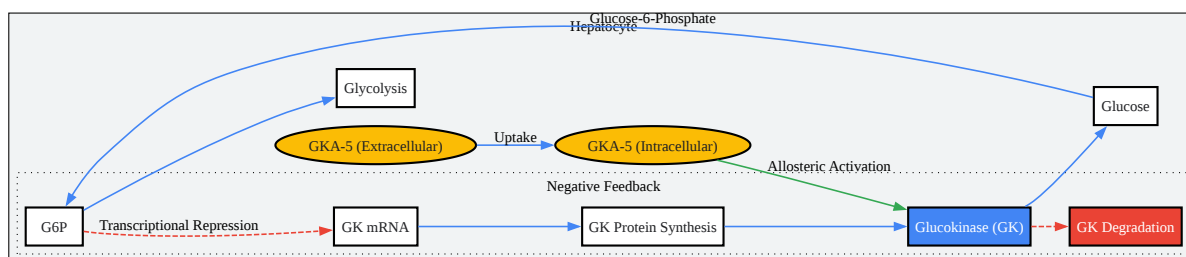 Glucose-6-Phosphate
Hepatocyte
Glycolysis
Glucose
GKA-5 (Extracellular)
Uptake
GKA-5 (Intracellular)
Allosteric Activation
Negative Feedback
G6P
Transcriptional Repression
GK mRNA
GK Protein Synthesis
Glucokinase (GK)
GK Degradation